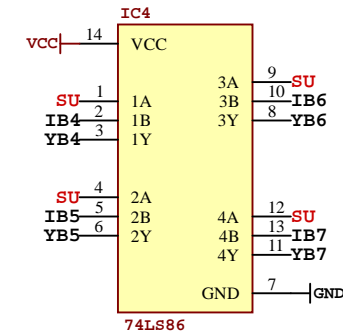 IC4
VCC 14 VCC
9
3A SU
SU 1 1A
10
3B IB6
IB4 2 1B
8
3Y YB6
YB4 3 1Y
SU 4 2A
12
4A SU
IB5 5 2B
13
4B IB7
YB5 6 2Y
11
4Y YB7
GND 7 GND
74LS86